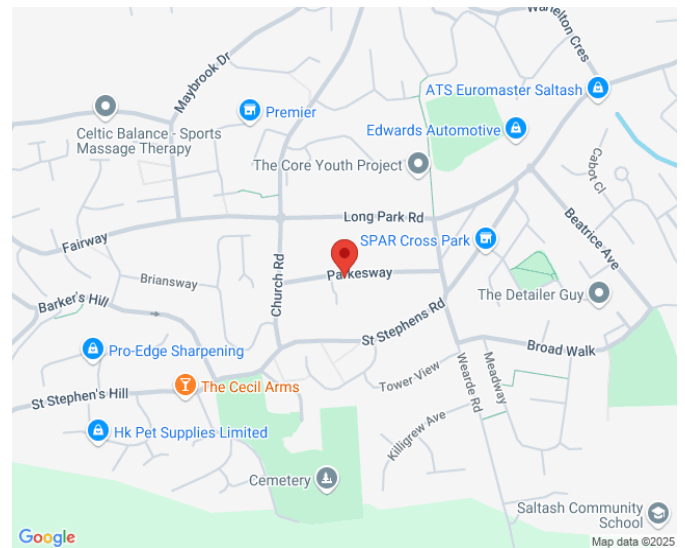 Warfelton Cres
Maybrook Dr
ATS Euromaster Saltash
Premier
Celtic Balance - Sports
Massage Therapy
Edwards Automotive
The Core Youth Project
Cabot Cl
Long Park Rd
Beatrice Ave
Fairway
SPAR Cross Park
Church Rd
Parkesway
Briansway
Barker's Hill
The Detailer Guy
St Stephens Rd
Pro-Edge Sharpening
Broad Walk
Wearde Rd
Meadway
Tower View
St Stephen's Hill
The Cecil Arms
Killigrew Ave
Hk Pet Supplies Limited
Cemetery
Saltash Community
School
Google
Map data ©2025